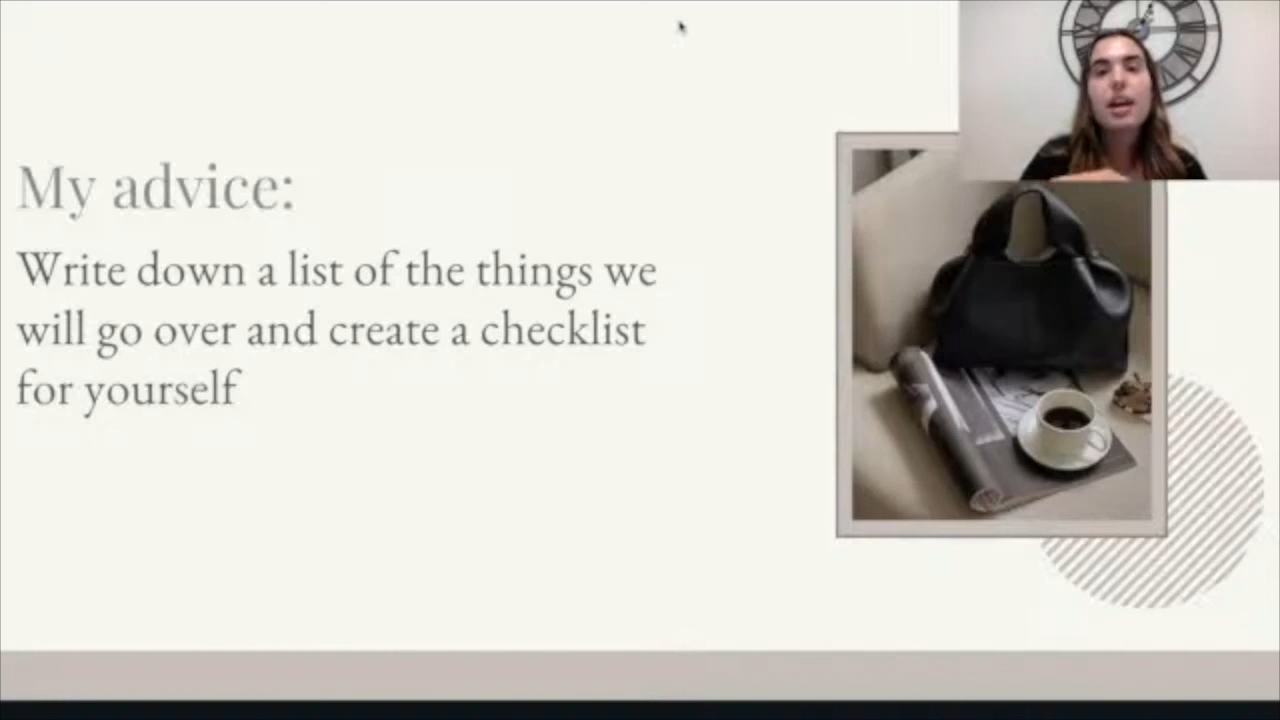 My advice:
Write down a list of the things we
will go over and create a checklist
for yourself